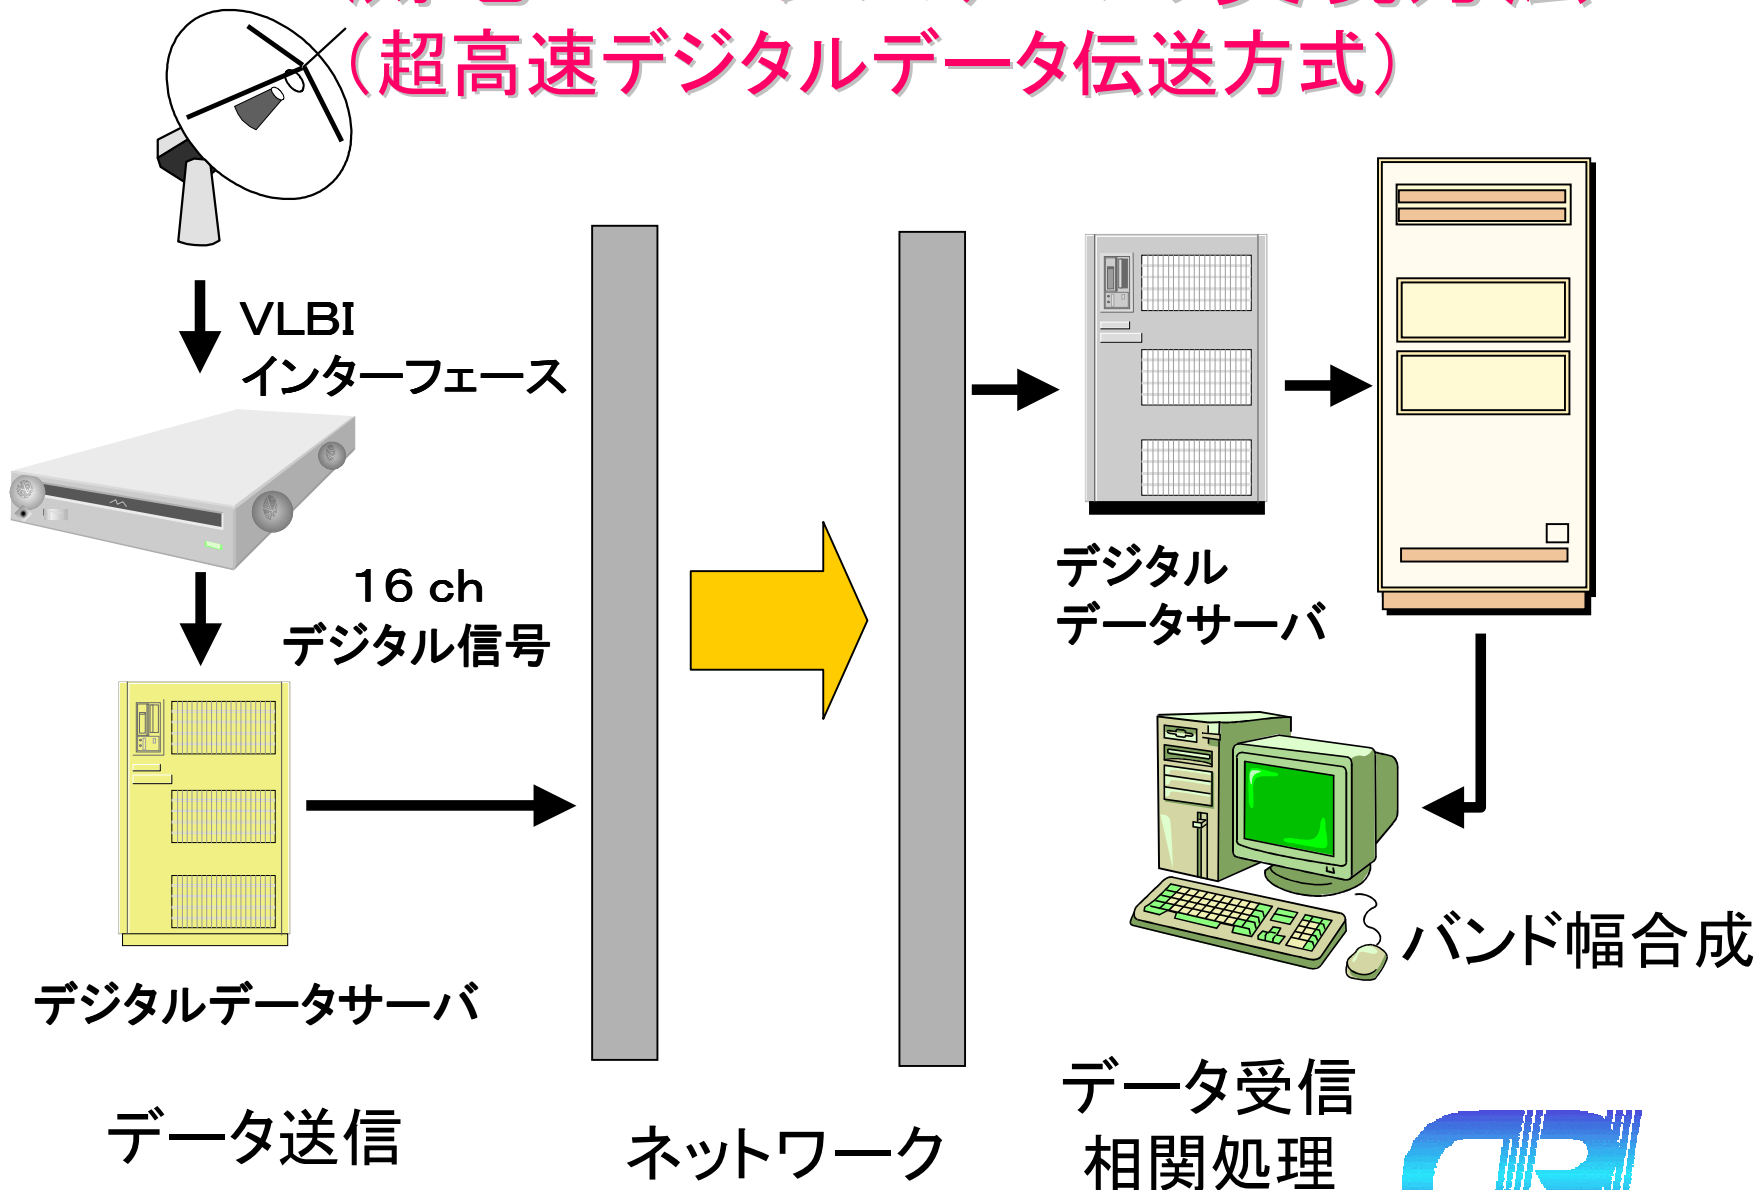 （超高速デジタルデータ伝送方式）
VLBI
インターフェース
16 ch
デジタル信号
デジタル
データサーバ
バンド幅合成
デジタルデータサーバ
データ送信
ネットワーク
データ受信
相関処理